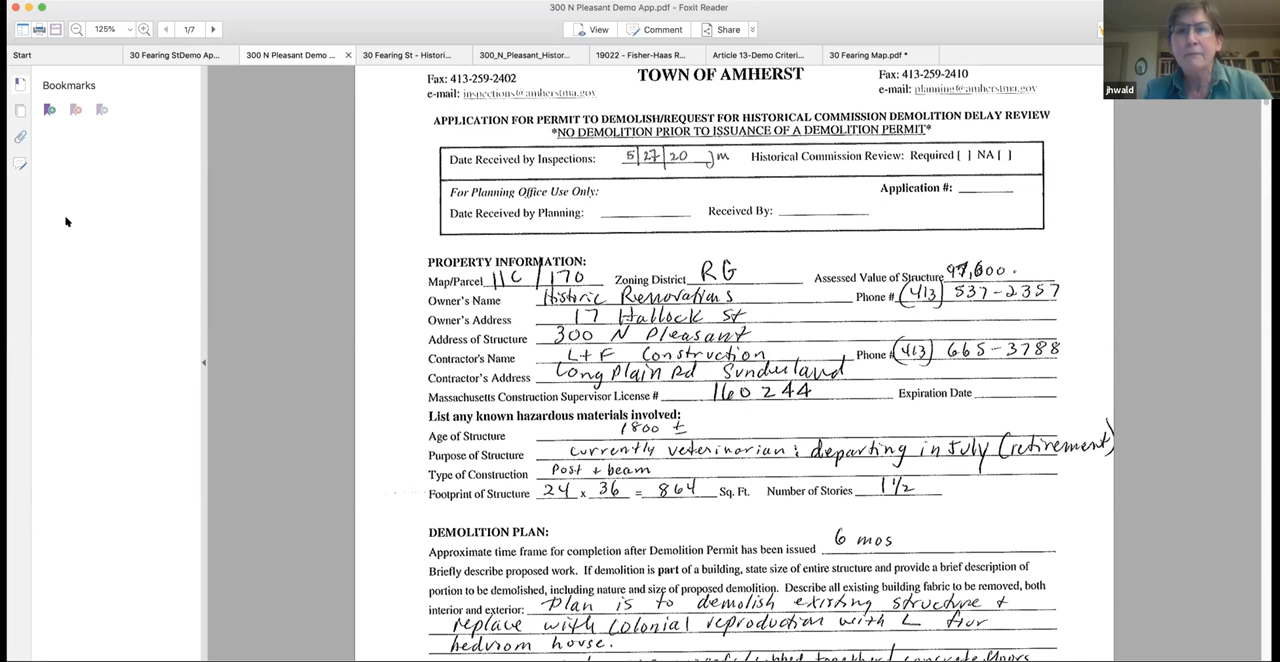 300 N Pleasant Demo App.pdf - Foxit Reader
125% 1/7 View Comment Share
Start 30 Fearing StDemo Ap... 300 N Pleasant Demo ... 30 Fearing St - Histori... 300_N_Pleasant_Histor... 19022 - Fisher-Haas R... Article 13-Demo Criteri... 30 Fearing Map.pdf *
jhwald
Bookmarks
Fax: 413-259-2402 TOWN OF AMHERST Fax: 413-259-2410
e-mail: inspections@amherstma.gov e-mail: planning@amherstma.gov
APPLICATION FOR PERMIT TO DEMOLISH/REQUEST FOR HISTORICAL COMMISSION DEMOLITION DELAY REVIEW
*NO DEMOLITION PRIOR TO ISSUANCE OF A DEMOLITION PERMIT*
Date Received by Inspections: 5|27|20 jm Historical Commission Review: Required [ ] NA [ ]
For Planning Office Use Only: Application #:
Date Received by Planning: Received By:
PROPERTY INFORMATION:
Map/Parcel 11C/170 Zoning District RG Assessed Value of Structure
Owner's Name Historic Renovations Phone # (413) 537-2357
Owner's Address 17 Hallock St
Address of Structure 300 N Pleasant
Contractor's Name L+F Construction Phone # (413) 665-3788
Contractor's Address Long Plain Rd Sunderland
Massachusetts Construction Supervisor License # 160244 Expiration Date
List any known hazardous materials involved:
Age of Structure 1800 ±
Purpose of Structure currently veterinarian: departing in July (retirement)
Type of Construction Post + beam
Footprint of Structure 24 x 36 = 864 Sq. Ft. Number of Stories 1 1/2
DEMOLITION PLAN:
Approximate time frame for completion after Demolition Permit has been issued 6 mos
Briefly describe proposed work. If demolition is part of a building, state size of entire structure and provide a brief description of
portion to be demolished, including nature and size of proposed demolition. Describe all existing building fabric to be removed, both
interior and exterior: Plan is to demolish existing structure +
replace with colonial reproduction with L four
bedroom house.